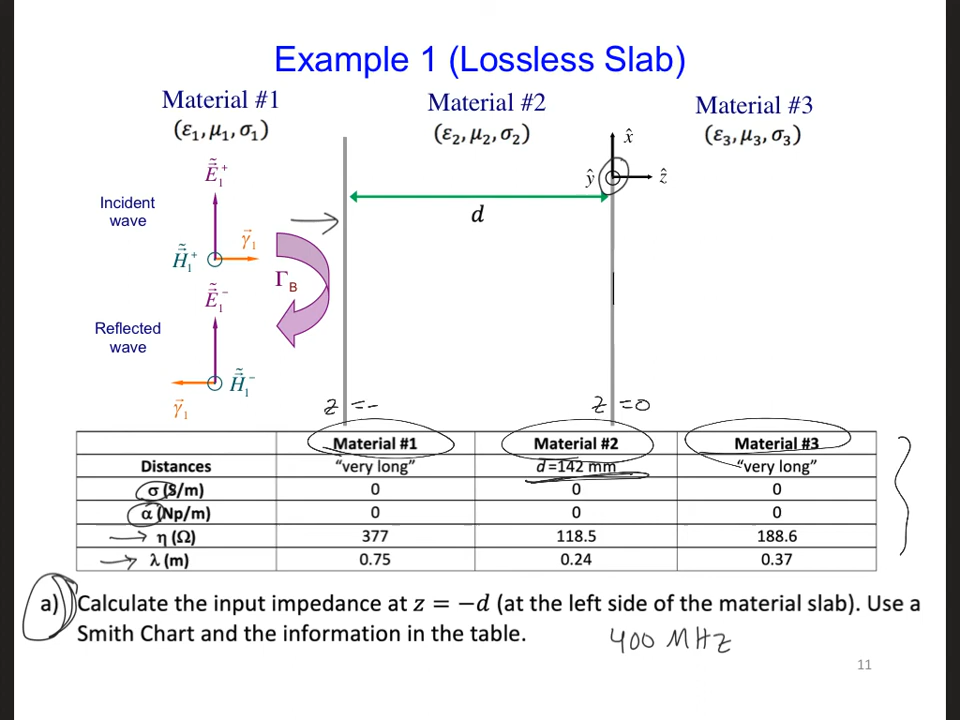 Example 1 (Lossless Slab)
Material #1
Material #2
Material #3
(ε₁, μ₁, σ₁)
(ε₂, μ₂, σ₂)
(ε₃, μ₃, σ₃)
x̂
Ẽ₁⁺
ŷ
ẑ
Incident
wave
d
γ₁
H̃₁⁺
Γ_B
Ẽ₁⁻
Reflected
wave
H̃₁⁻
γ₁
z = -
z = 0
Material #1 Material #2 Material #3
Distances "very long" d=142 mm "very long"
σ (S/m) 0 0 0
α (Np/m) 0 0 0
η (Ω) 377 118.5 188.6
λ (m) 0.75 0.24 0.37
a) Calculate the input impedance at z = −d (at the left side of the material slab). Use a
Smith Chart and the information in the table.
400 MHz
11